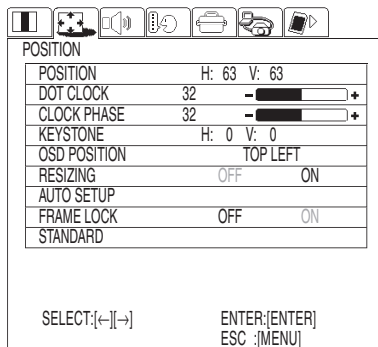 POSITION
POSITION H: 63 V: 63
DOT CLOCK 32 - +
CLOCK PHASE 32 - +
KEYSTONE H: 0 V: 0
OSD POSITION TOP LEFT
RESIZING OFF ON
AUTO SETUP
FRAME LOCK OFF ON
STANDARD
SELECT:[←][→] ENTER:[ENTER]
ESC :[MENU]